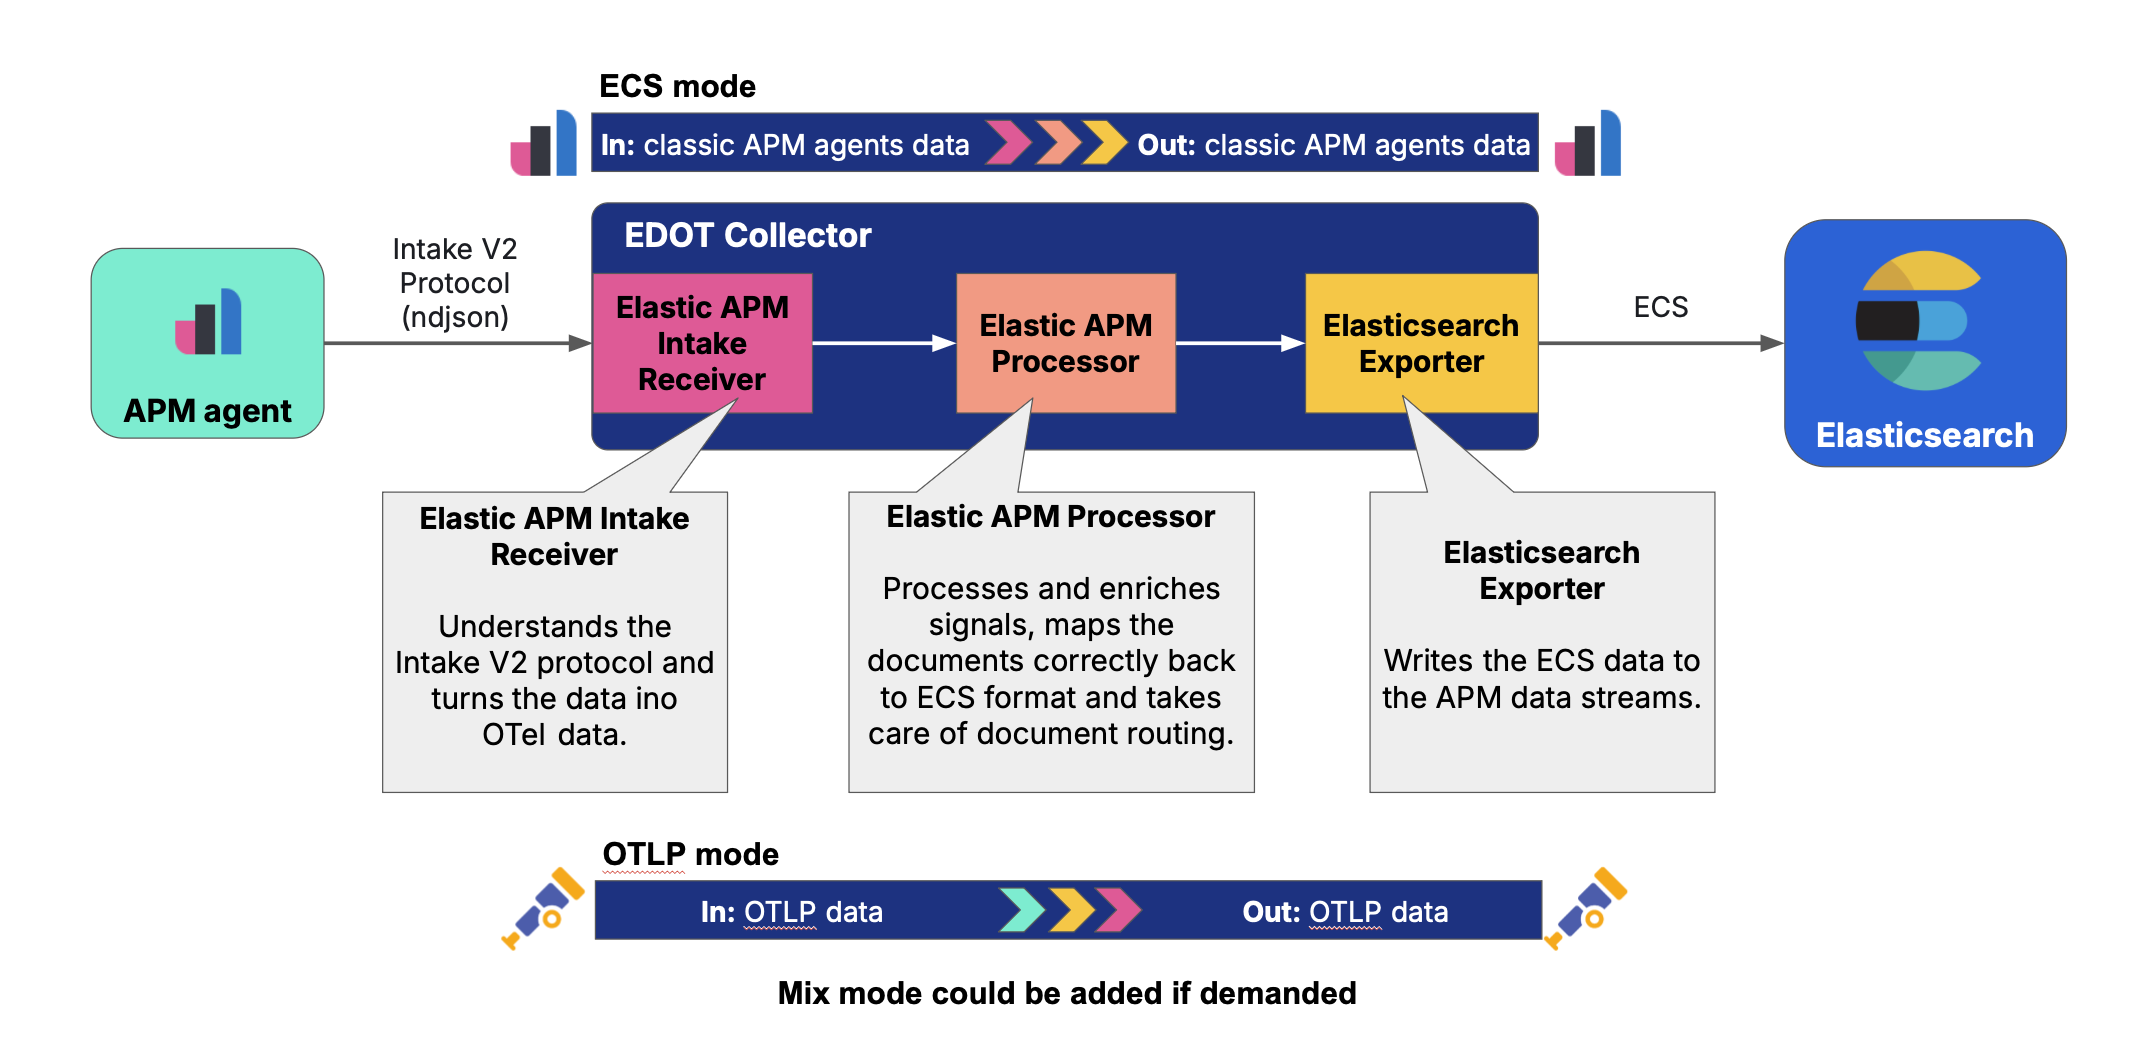 ECS mode
In: classic APM agents data
Out: classic APM agents data
EDOT Collector
Intake V2
Protocol
(ndjson)
APM agent
Elastic APM
Intake
Receiver
Elastic APM
Processor
Elasticsearch
Exporter
ECS
Elasticsearch
Elastic APM Intake
Receiver
Understands the
Intake V2 protocol and
turns the data ino
OTel data.
Elastic APM Processor
Processes and enriches
signals, maps the
documents correctly back
to ECS format and takes
care of document routing.
Elasticsearch
Exporter
Writes the ECS data to
the APM data streams.
OTLP mode
In: OTLP data
Out: OTLP data
Mix mode could be added if demanded